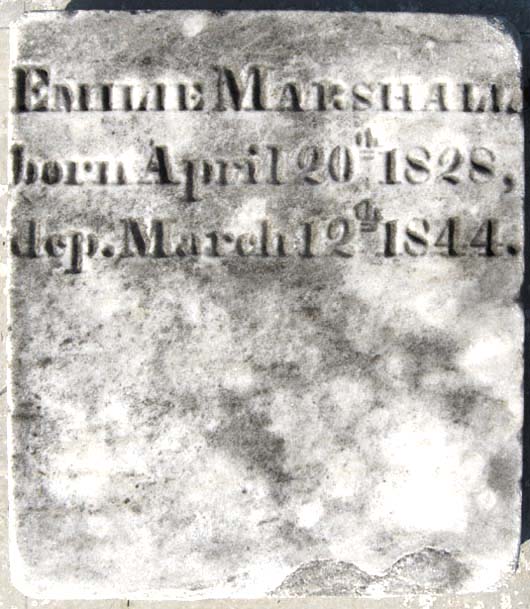 EMILIE MARSHALL.
born April 20th 1828,
dep. March 12th 1844.